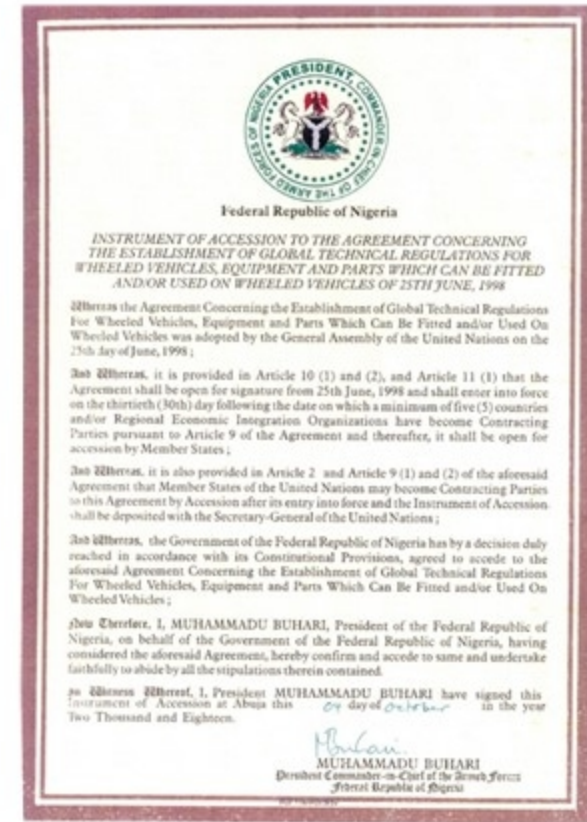 PRESIDENT, COMMANDER-IN-CHIEF OF THE ARMED FORCES OF NIGERIA
Federal Republic of Nigeria
INSTRUMENT OF ACCESSION TO THE AGREEMENT CONCERNING
THE ESTABLISHMENT OF GLOBAL TECHNICAL REGULATIONS FOR
WHEELED VEHICLES, EQUIPMENT AND PARTS WHICH CAN BE FITTED
AND/OR USED ON WHEELED VEHICLES OF 25TH JUNE, 1998
Whereas the Agreement Concerning the Establishment of Global Technical Regulations
For Wheeled Vehicles, Equipment and Parts Which Can Be Fitted and/or Used On
Wheeled Vehicles was adopted by the General Assembly of the United Nations on the
25th day of June, 1998 ;
And Whereas, it is provided in Article 10 (1) and (2), and Article 11 (1) that the
Agreement shall be open for signature from 25th June, 1998 and shall enter into force
on the thirtieth (30th) day following the date on which a minimum of five (5) countries
and/or Regional Economic Intergration Organizations have become Contracting
Parties pursuant to Article 9 of the Agreement and thereafter, it shall be open for
accession by Member States ;
And Whereas, it is also provided in Article 2 and Article 9 (1) and (2) of the aforesaid
Agreement that Member States of the United Nations may become Contracting Parties
to this Agreement by Accession after its entry into force and the Instrument of Accession
shall be deposited with the Secretary-General of the United Nations ;
And Whereas, the Government of the Federal Republic of Nigeria has by a decision duly
reached in accordance with its Constitutional Provisions, agreed to accede to the
aforesaid Agreement Concerning the Establishment of Global Technical Regulations
For Wheeled Vehicles, Equipment and Parts Which Can Be Fitted and/or Used On
Wheeled Vehicles ;
Now Therefore, I, MUHAMMADU BUHARI, President of the Federal Republic of
Nigeria, on behalf of the Government of the Federal Republic of Nigeria, having
considered the aforesaid Agreement, hereby confirm and accede to same and undertake
faithfully to abide by all the stipulations therein contained.
In Witness Whereof, I, President MUHAMMADU BUHARI have signed this
Instrument of Accession at Abuja this day of October in the year
Two Thousand and Eighteen.
MBuhari.
MUHAMMADU BUHARI
President Commander-in-Chief of the Armed Forces
Federal Republic of Nigeria